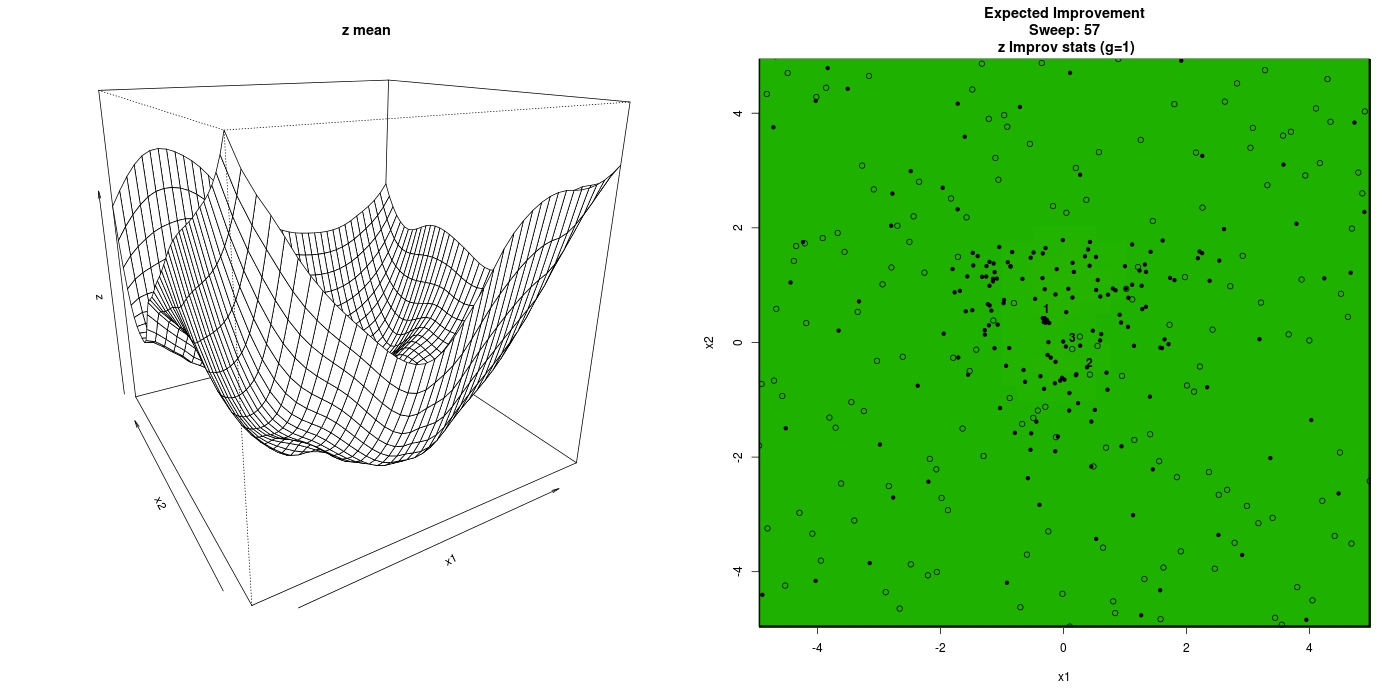 z mean
z
x2
x1
Expected Improvement
Sweep: 57
z Improv stats (g=1)
x2
4
2
0
-2
-4
1
3
2
-4
-2
0
2
4
x1